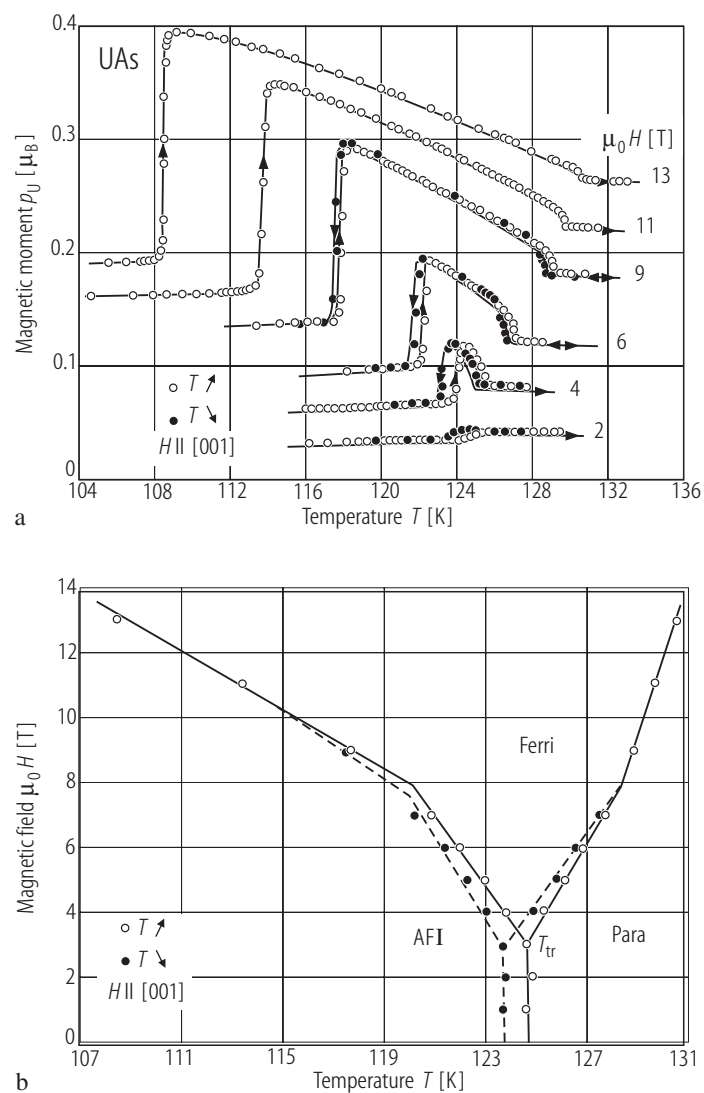 0.4
UAs
0.3
μ₀H [T]
13
11
0.2
9
6
0.1
4
2
0
Magnetic moment pU [μB]
T
T
H II [001]
104 108 112 116 120 124 128 132 136
a
Temperature T [K]
14
12
10
Ferri
8
6
4
AFI
Ttr
Para
2
0
Magnetic field μ₀H [T]
T
T
H II [001]
107 111 115 119 123 127 131
b
Temperature T [K]